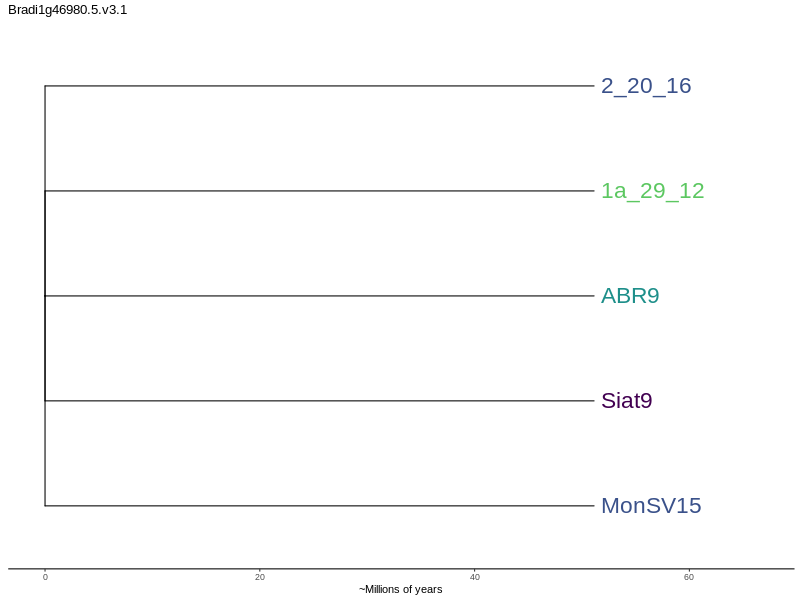 Bradi1g46980.5.v3.1
2_20_16
1a_29_12
ABR9
Siat9
MonSV15
0 20 40 60
~Millions of years